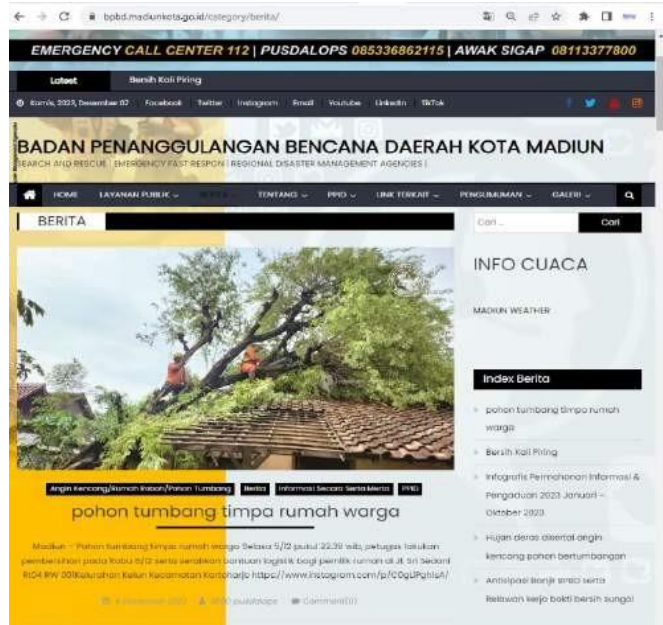 bpbd.madiunkota.go.id/category/berita/
EMERGENCY CALL CENTER 112 | PUSDALOPS 085336862115 | AWAK SIGAP 08113377800
Latest
Bersih Kali Piring
Kamis, 2023, Desember 07
Facebook
Twitter
Instagram
Email
Youtube
Linkedin
TikTok
BADAN PENANGGULANGAN BENCANA DAERAH KOTA MADIUN
SEARCH AND RESCUE | EMERGENCY FAST RESPON | REGIONAL DISASTER MANAGEMENT AGENCIES |
HOME
LAYANAN PUBLIK
BERITA
TENTANG
PPID
LINK TERKAIT
PENGUMUMAN
GALERI
BERITA
Cari ...
Cari
INFO CUACA
MADIUN WEATHER
Index Berita
pohon tumbang timpa rumah
warga
Bersih Kali Piring
Infografis Permohonan Informasi &
Pengaduan 2023 Januari –
Oktober 2023
Hujan deras disertai angin
kencang pohon bertumbangan
Antisipasi Banjir BPBD serta
Relawan kerja bakti bersih sungai
Angin Kencang/Rumah Roboh/Pohon Tumbang
Berita
Informasi Secara Serta Merta
PPID
pohon tumbang timpa rumah warga
Madiun – Pohon tumbang timpa rumah warga Selasa 5/12 pukul 22.39 wib, petugas lakukan
pembersihan pada Rabu 6/12 serta serahkan bantuan logistik bagi pemilik rumah di Jl. Sri Sedani
Rt04 RW 001Kelurahan Kelun Kecamatan Kartoharjo https://www.instagram.com/p/
Desember 2023
pusdalops
Comment(0)